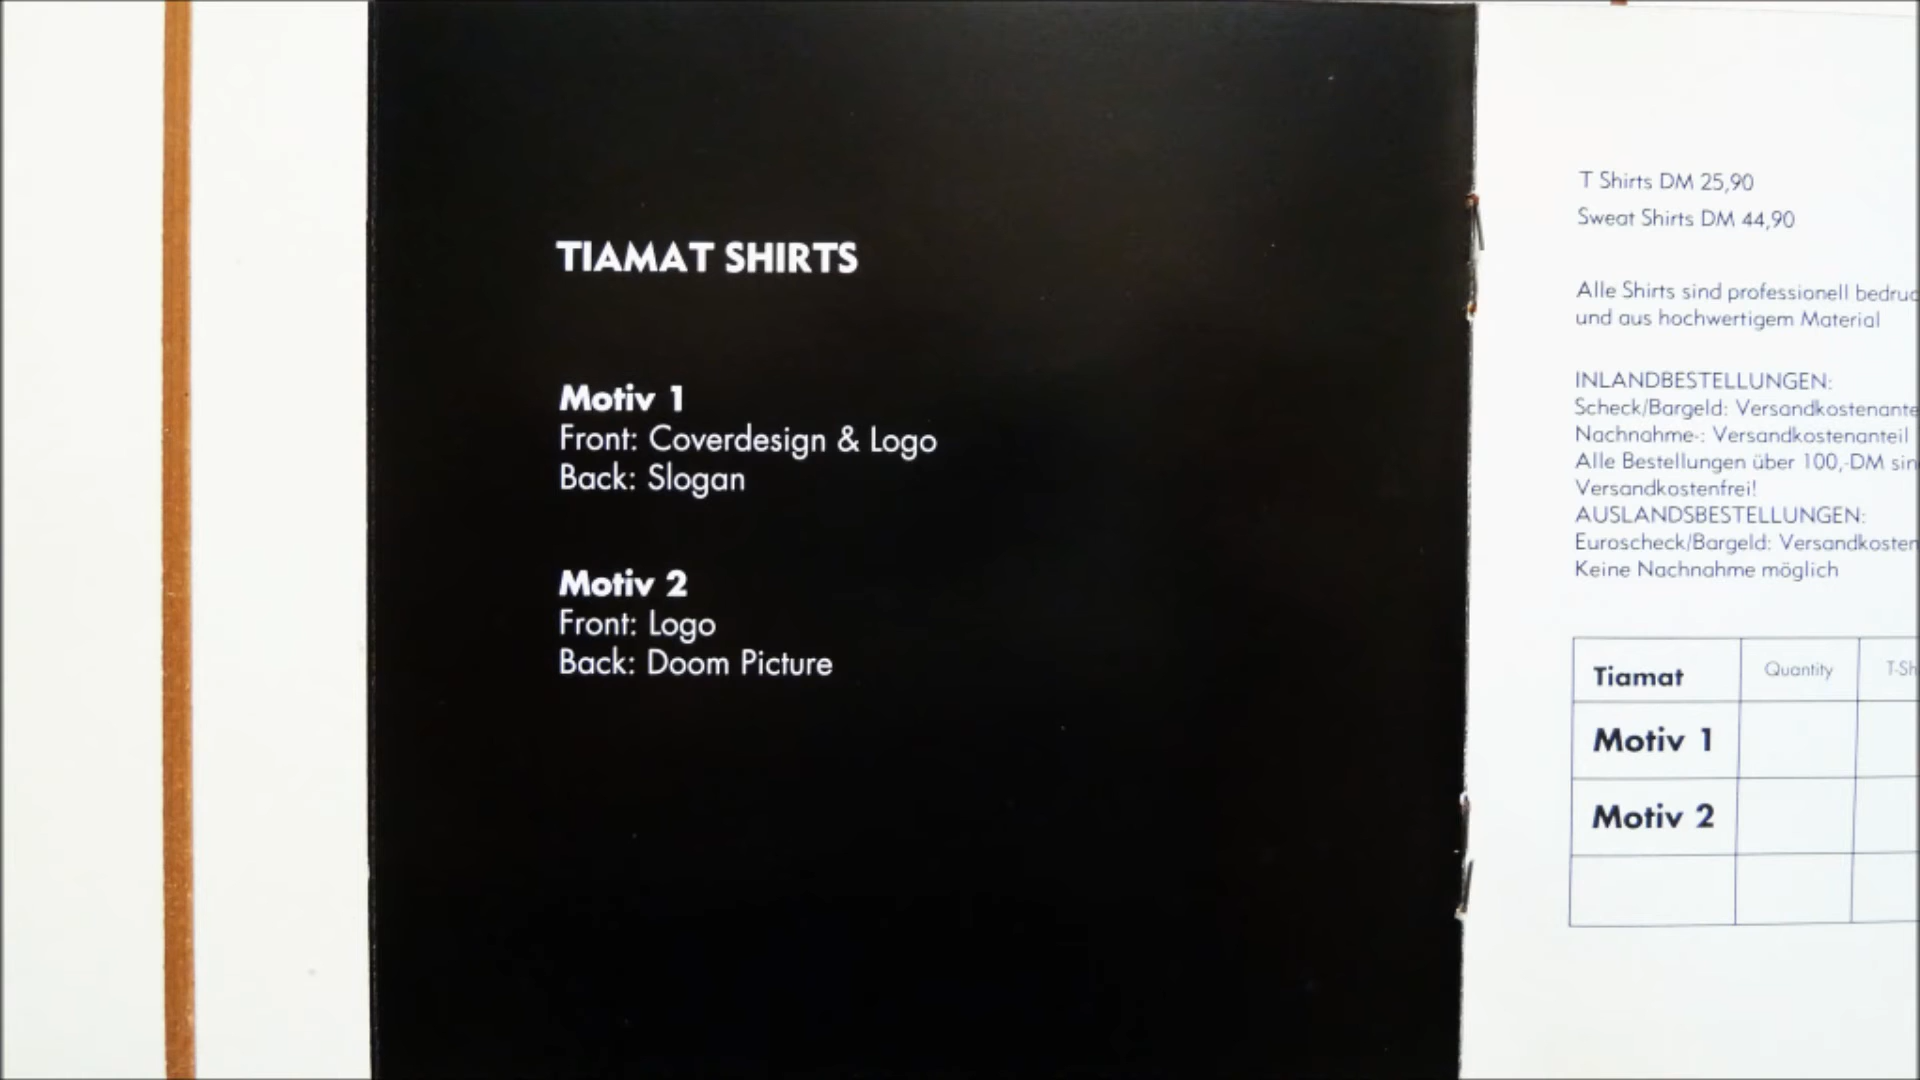 TIAMAT SHIRTS
Motiv 1
Front: Coverdesign & Logo
Back: Slogan
Motiv 2
Front: Logo
Back: Doom Picture
T Shirts DM 25,90
Sweat Shirts DM 44,90
Alle Shirts sind professionell
und aus hochwertigem Material
INLANDBESTELLUNGEN:
Scheck/Bargeld:
Nachnahme-: Versandkostenanteil
Alle Bestellungen über 100,-DM
Versandkostenfrei!
AUSLANDSBESTELLUNGEN:
Euroscheck/Bargeld:
Keine Nachnahme möglich
Tiamat Quantity
Motiv 1
Motiv 2